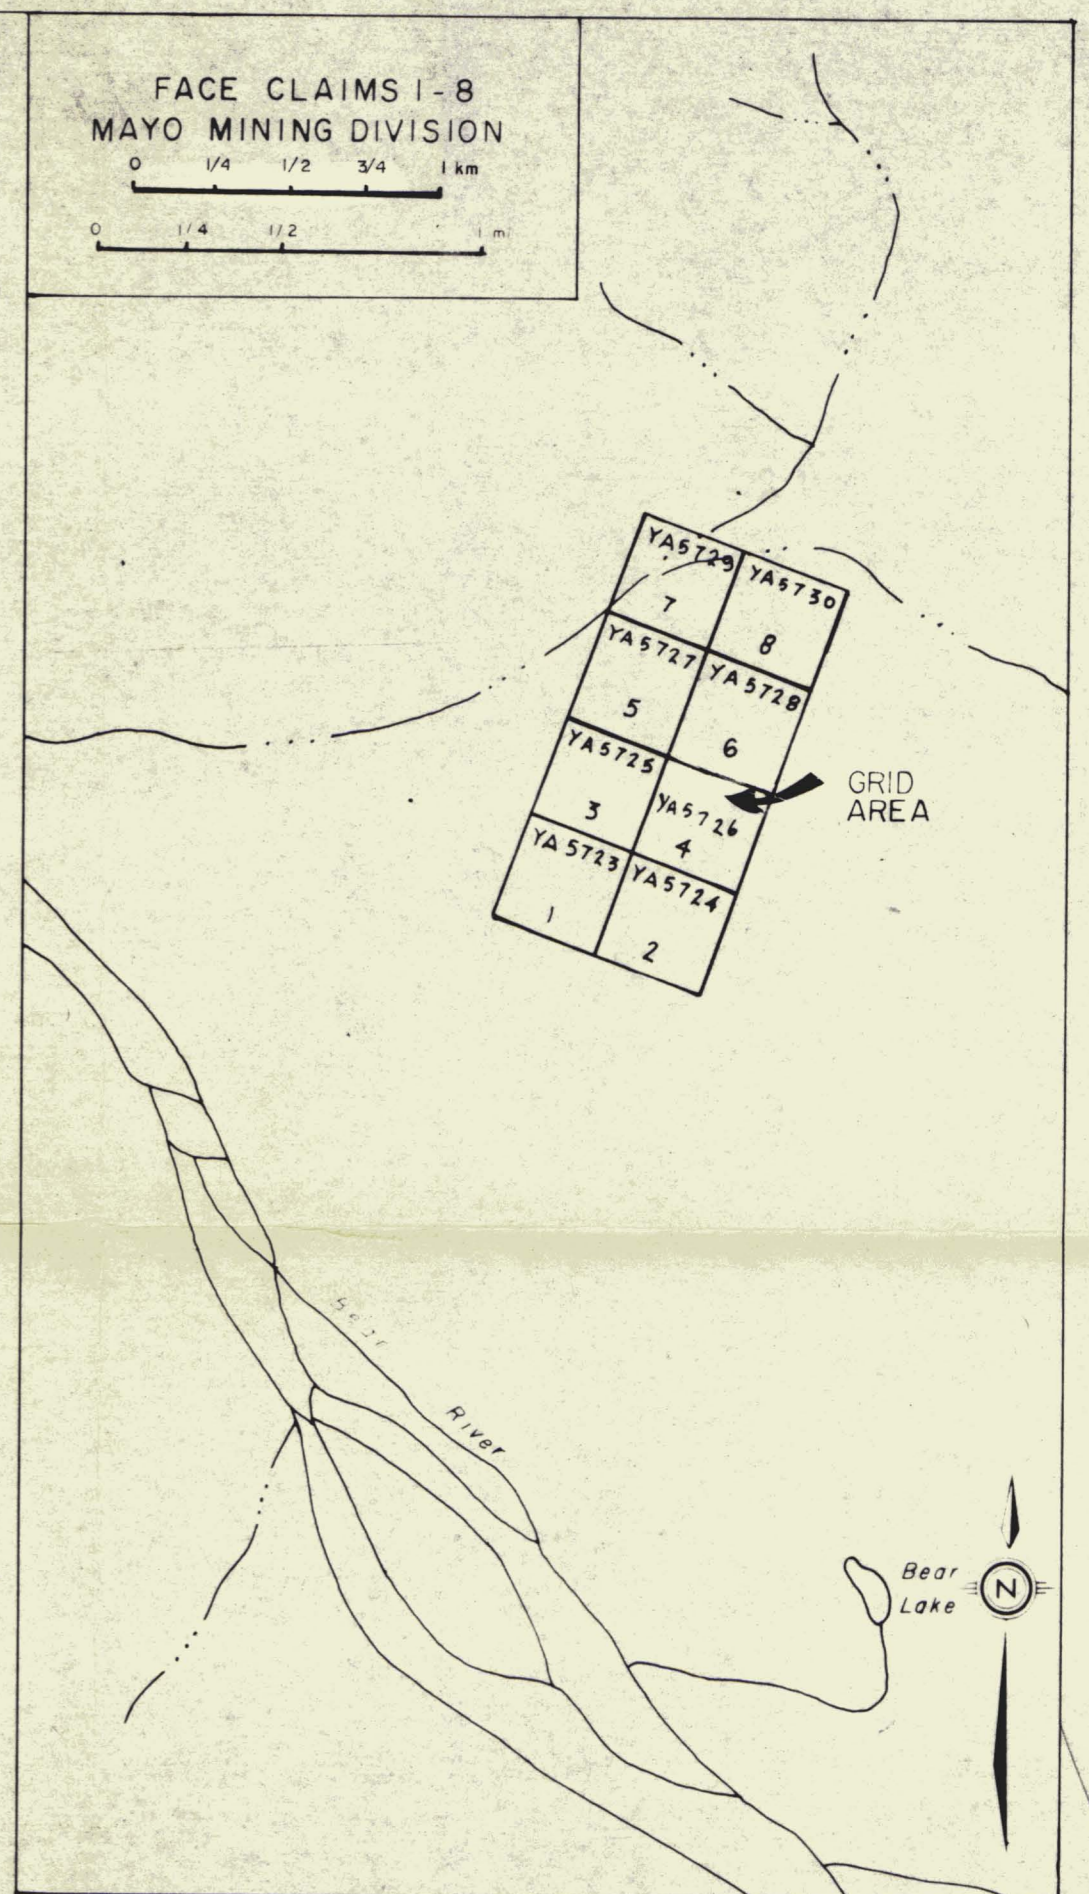 FACE CLAIMS 1-8
MAYO MINING DIVISION
0 1/4 1/2 3/4 1 km
0 1/4 1/2 1 mi
YA5729
7
YA5730
8
YA5727
5
YA5728
6
YA5725
3
YA5726
4
GRID
AREA
YA5723
1
YA5724
2
Bear
River
Bear
Lake
N